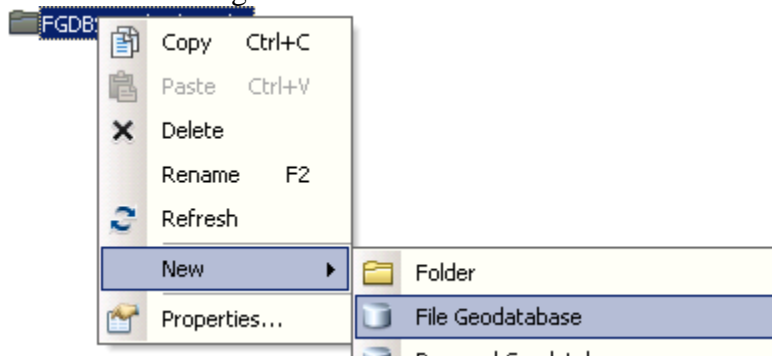 FGDB
Copy Ctrl+C
Paste Ctrl+V
Delete
Rename F2
Refresh
New
Folder
Properties...
File Geodatabase